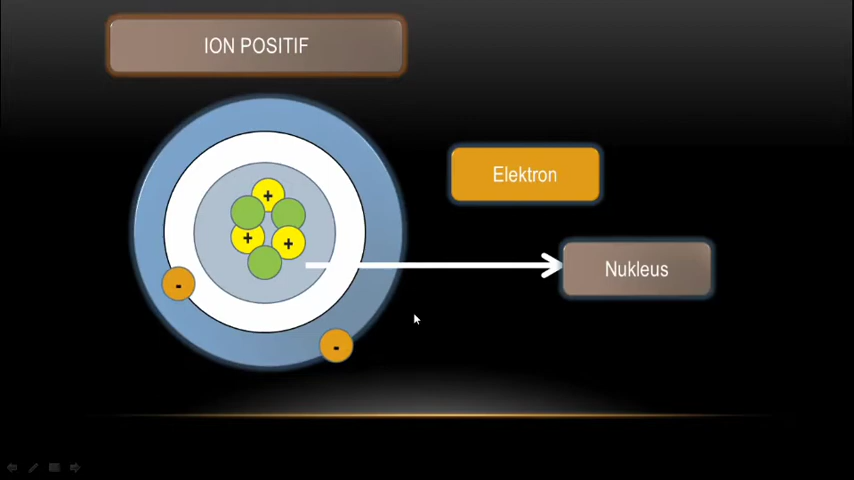 ION POSITIF
Elektron
+
+
+
Nukleus
-
-